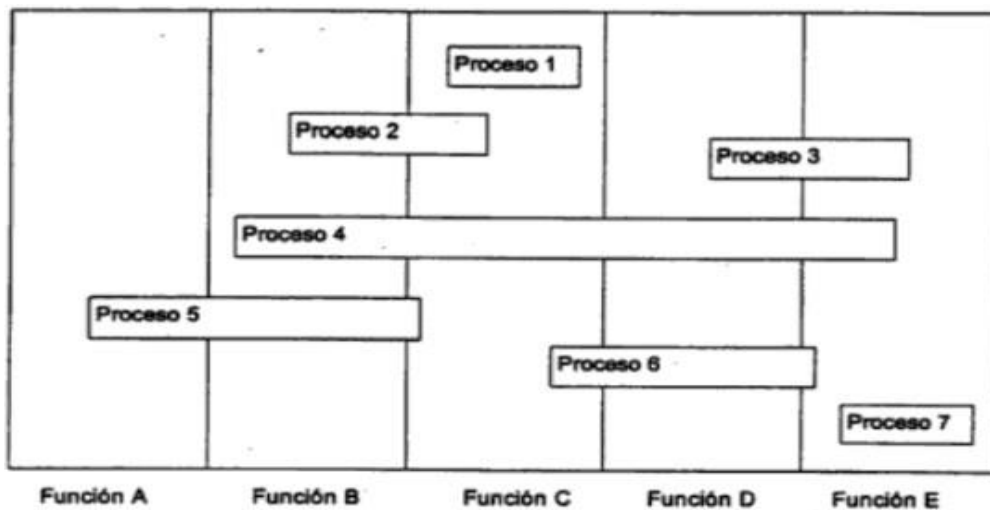 Proceso 1
Proceso 2
Proceso 3
Proceso 4
Proceso 5
Proceso 6
Proceso 7
Función A
Función B
Función C
Función D
Función E